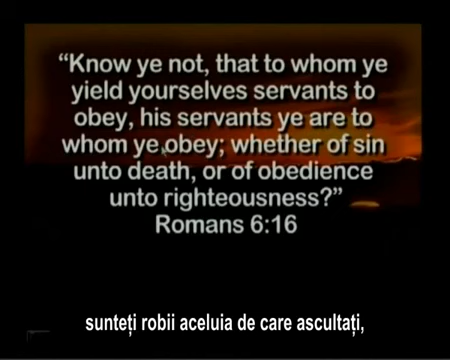 “Know ye not, that to whom ye
yield yourselves servants to
obey, his servants ye are to
whom ye obey; whether of sin
unto death, or of obedience
unto righteousness?”
Romans 6:16
sunteți robii aceluia de care ascultați,